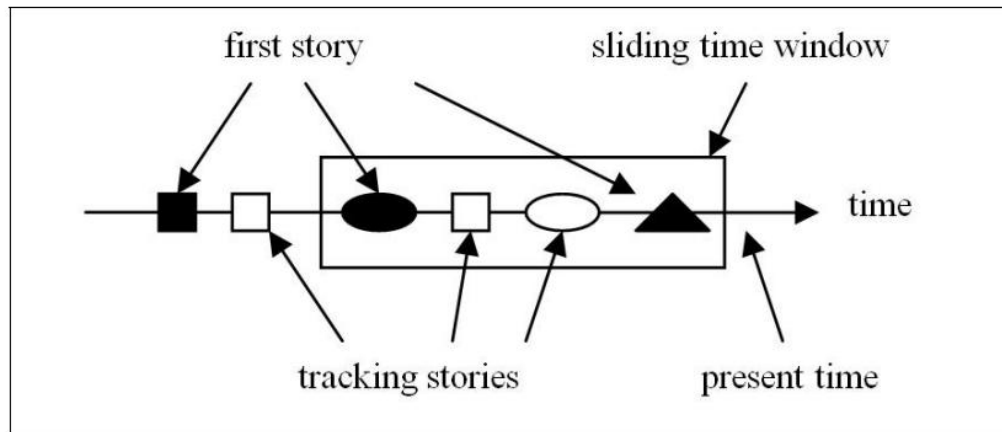 first story
sliding time window
time
tracking stories
present time